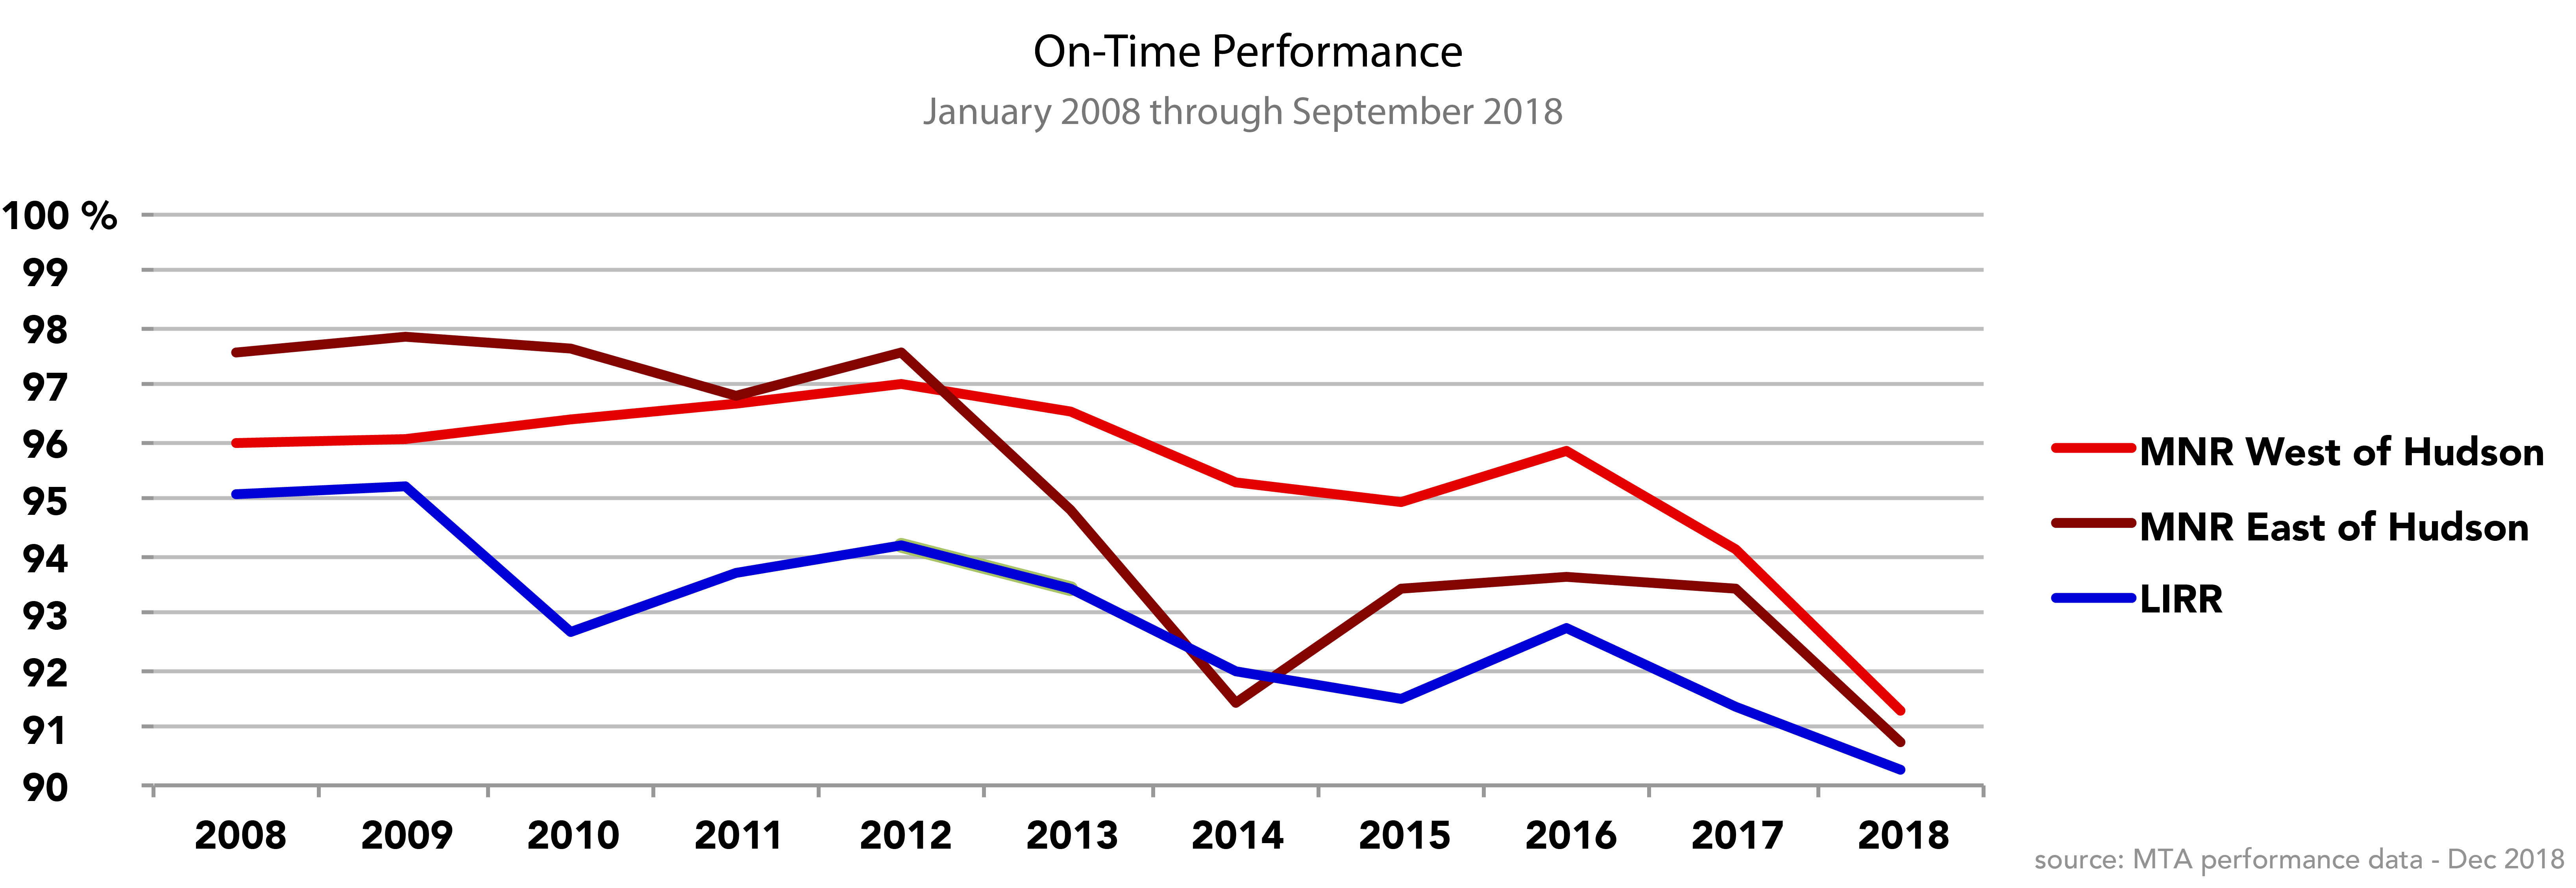 On-Time Performance
January 2008 through September 2018
100 %
99
98
97
96
95
94
93
92
91
90
2008 2009 2010 2011 2012 2013 2014 2015 2016 2017 2018
MNR West of Hudson
MNR East of Hudson
LIRR
source: MTA performance data - Dec 2018